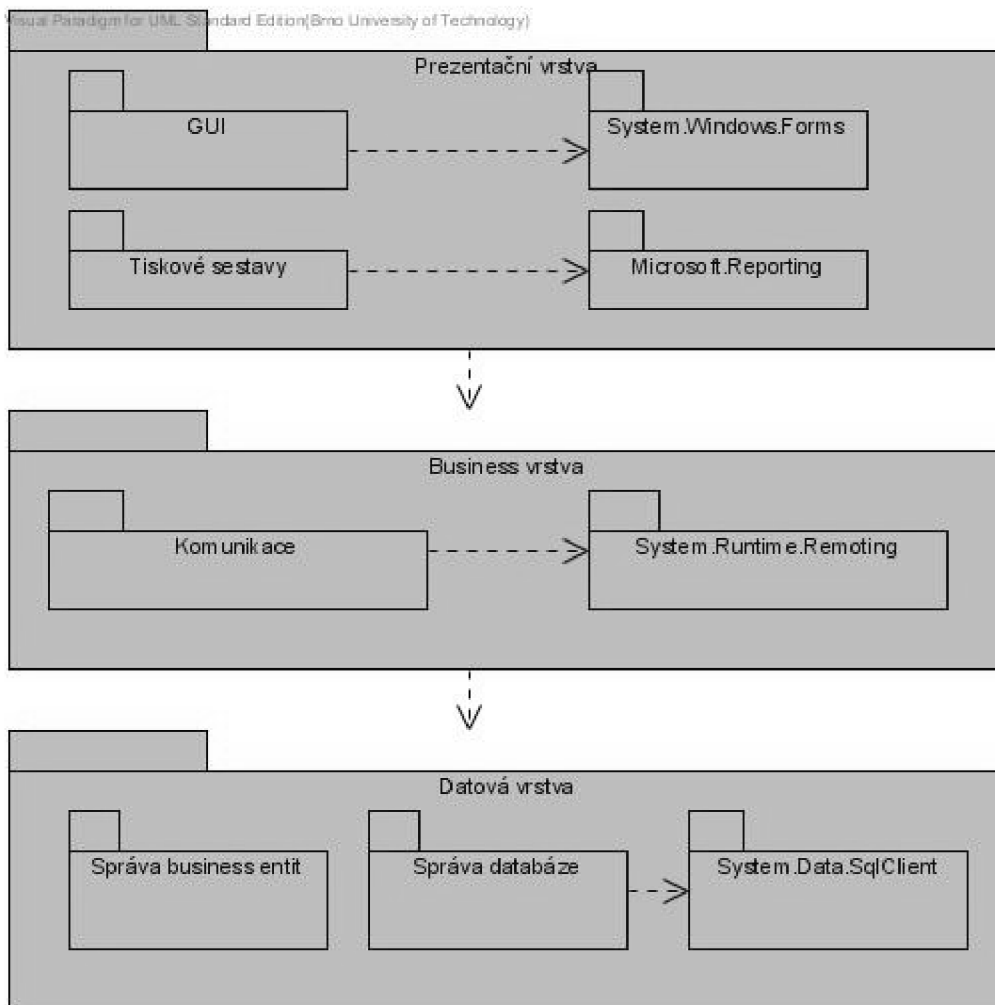 Visual Paradigm for UML Standard Edition(Brno University of Technology)
Prezentační vrstva
GUI
System.Windows.Forms
Tiskové sestavy
Microsoft.Reporting
Business vrstva
Komunikace
System.Runtime.Remoting
Datová vrstva
Správa business entit
Správa databáze
System.Data.SqlClient